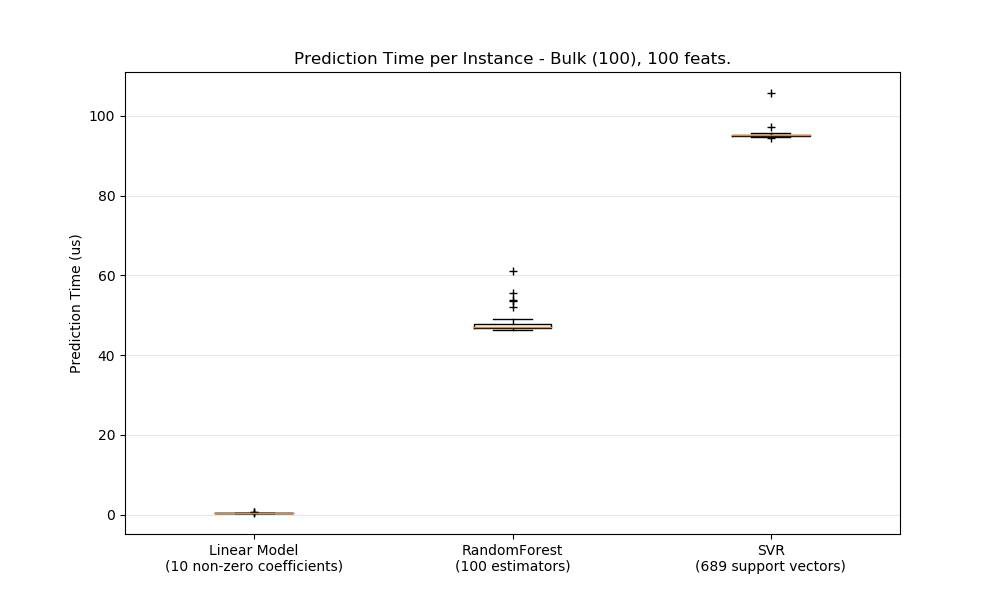 Prediction Time per Instance - Bulk (100), 100 feats.
Prediction Time (us)
100
80
60
40
20
0
Linear Model
(10 non-zero coefficients)
RandomForest
(100 estimators)
SVR
(689 support vectors)